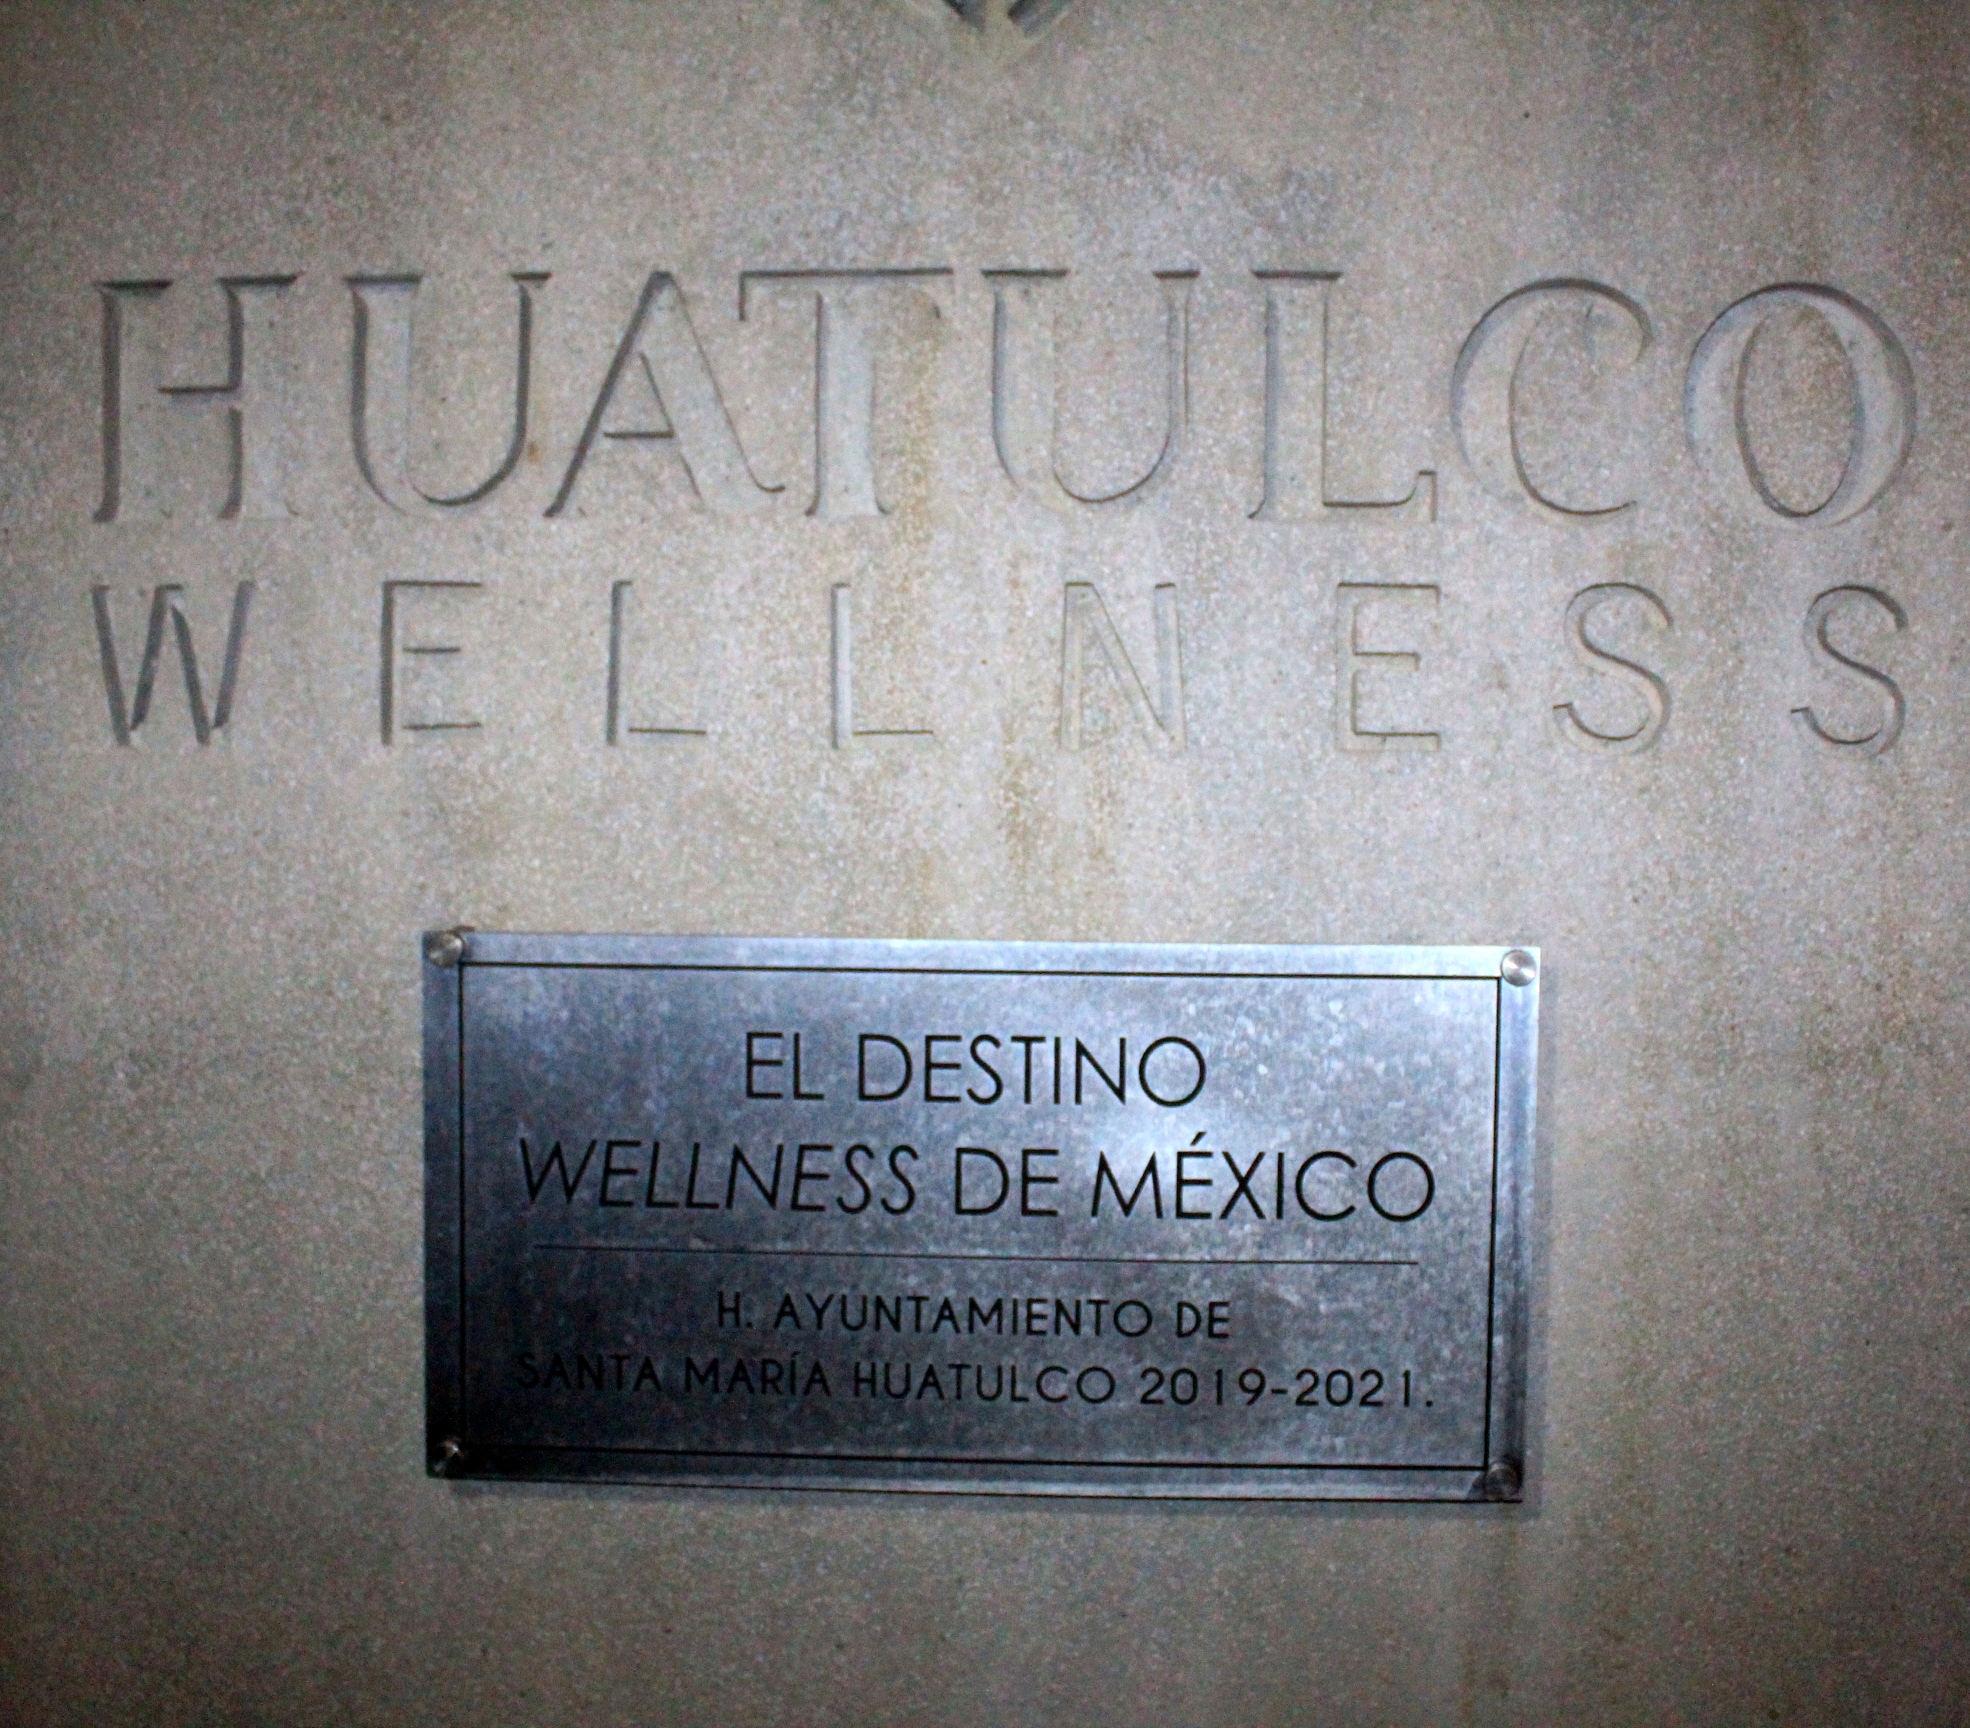 HUATULCO
WELLNESS
EL DESTINO
WELLNESS DE MÉXICO
H. AYUNTAMIENTO DE
SANTA MARÍA HUATULCO 2019-2021.